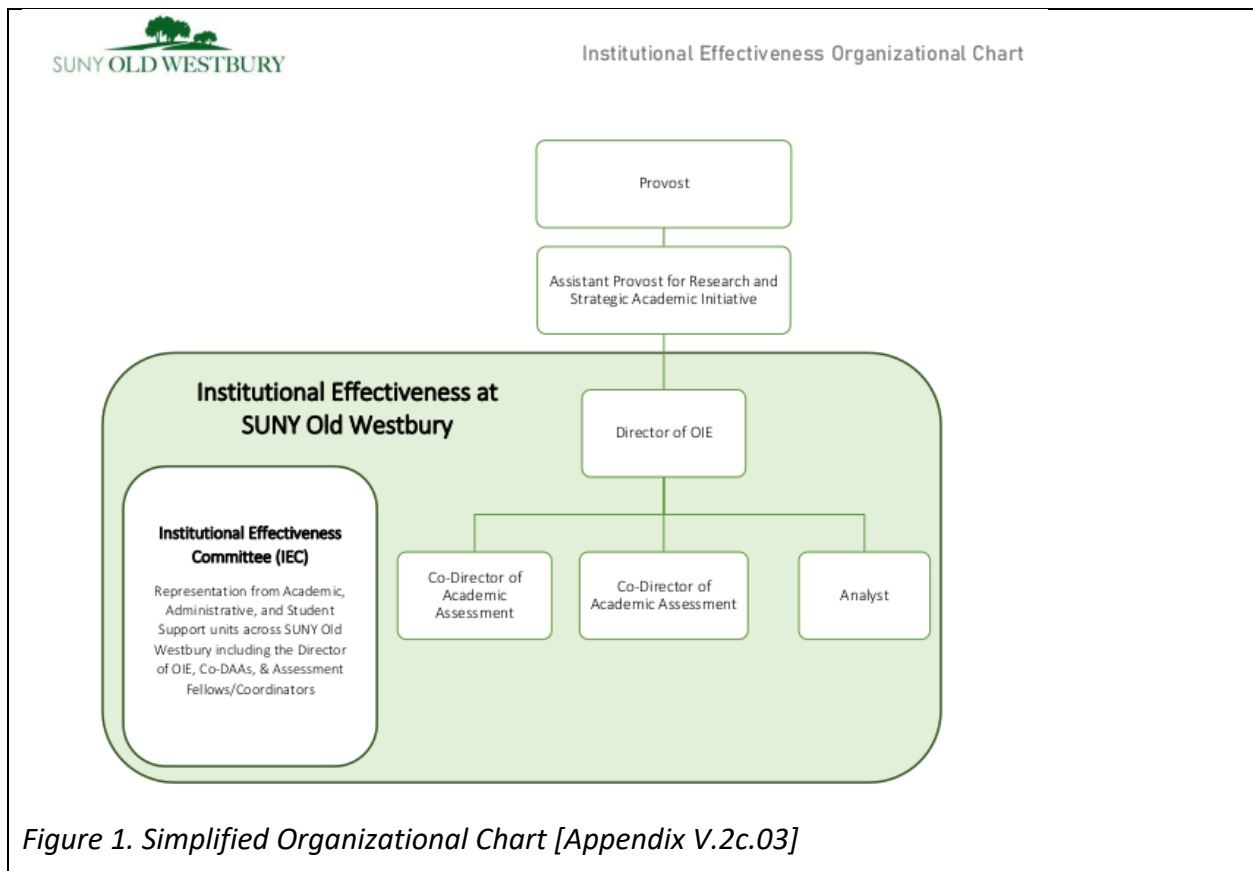 SUNY OLD WESTBURY
Institutional Effectiveness Organizational Chart
Provost
Assistant Provost for Research and
Strategic Academic Initiative
Institutional Effectiveness at
SUNY Old Westbury
Director of OIE
Institutional Effectiveness
Committee (IEC)
Representation from Academic,
Administrative, and Student
Support units across SUNY Old
Westbury including the Director
of OIE, Co-DAAs, & Assessment
Fellows/Coordinators
Co-Director of
Academic
Assessment
Co-Director of
Academic Assessment
Analyst
Figure 1. Simplified Organizational Chart [Appendix V.2c.03]